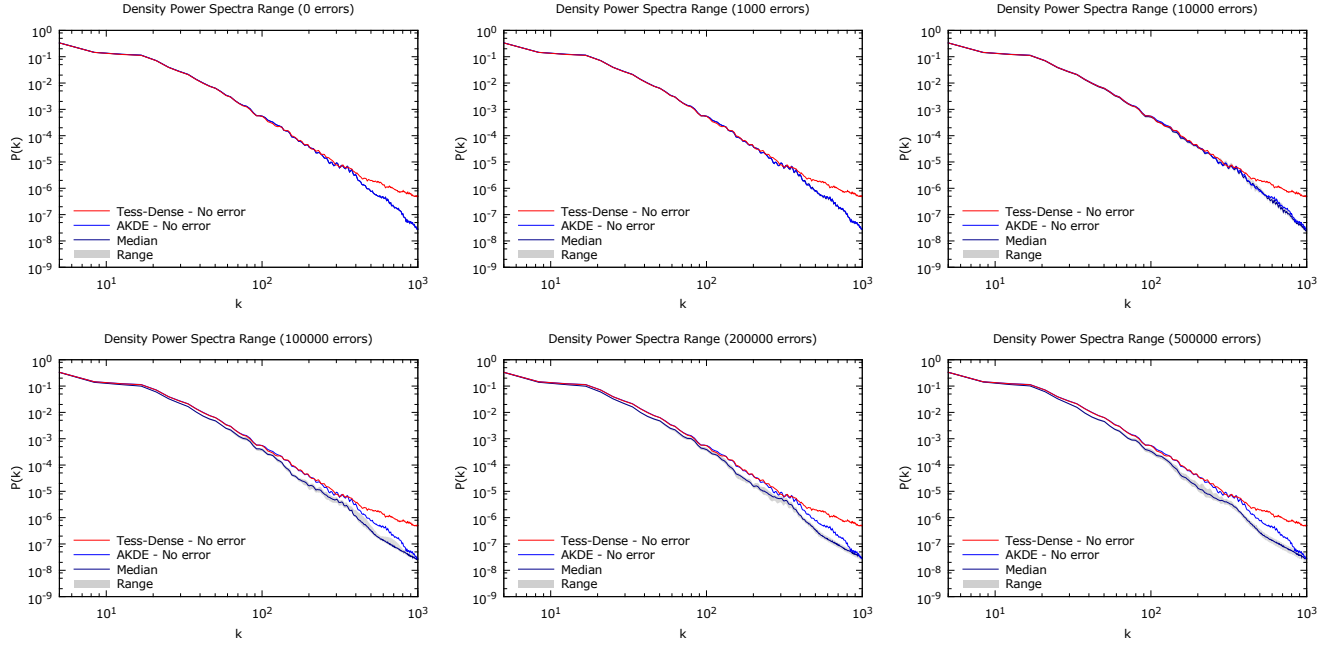 Density Power Spectra Range (0 errors)
P(k)
10^0
10^-1
10^-2
10^-3
10^-4
10^-5
10^-6
10^-7
10^-8
10^-9
Tess-Dense - No error
AKDE - No error
Median
Range
10^1
10^2
10^3
k
Density Power Spectra Range (1000 errors)
P(k)
10^0
10^-1
10^-2
10^-3
10^-4
10^-5
10^-6
10^-7
10^-8
10^-9
Tess-Dense - No error
AKDE - No error
Median
Range
10^1
10^2
10^3
k
Density Power Spectra Range (10000 errors)
P(k)
10^0
10^-1
10^-2
10^-3
10^-4
10^-5
10^-6
10^-7
10^-8
10^-9
Tess-Dense - No error
AKDE - No error
Median
Range
10^1
10^2
10^3
k
Density Power Spectra Range (100000 errors)
P(k)
10^0
10^-1
10^-2
10^-3
10^-4
10^-5
10^-6
10^-7
10^-8
10^-9
Tess-Dense - No error
AKDE - No error
Median
Range
10^1
10^2
10^3
k
Density Power Spectra Range (200000 errors)
P(k)
10^0
10^-1
10^-2
10^-3
10^-4
10^-5
10^-6
10^-7
10^-8
10^-9
Tess-Dense - No error
AKDE - No error
Median
Range
10^1
10^2
10^3
k
Density Power Spectra Range (500000 errors)
P(k)
10^0
10^-1
10^-2
10^-3
10^-4
10^-5
10^-6
10^-7
10^-8
10^-9
Tess-Dense - No error
AKDE - No error
Median
Range
10^1
10^2
10^3
k